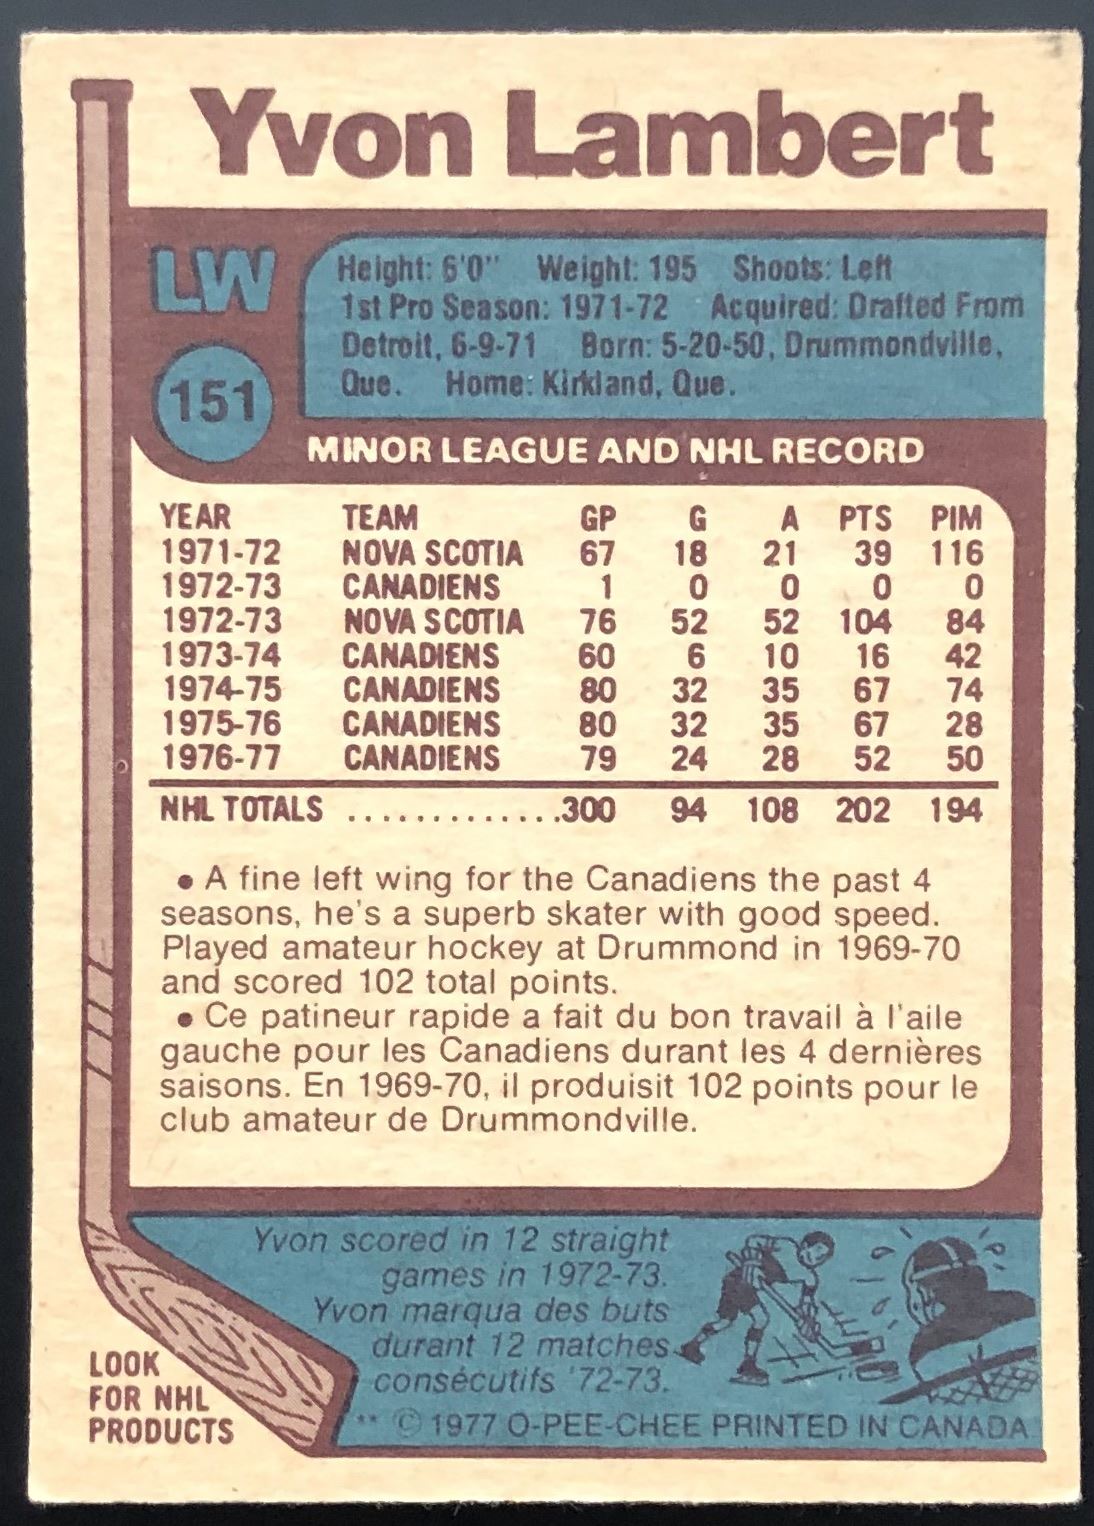 Yvon Lambert
LW
Height: 6'0" Weight: 195 Shoots: Left
1st Pro Season: 1971-72 Acquired: Drafted From
Detroit, 6-9-71 Born: 5-20-50, Drummondville,
Que. Home: Kirkland, Que.
151
MINOR LEAGUE AND NHL RECORD
YEAR TEAM GP G A PTS PIM
1971-72 NOVA SCOTIA 67 18 21 39 116
1972-73 CANADIENS 1 0 0 0 0
1972-73 NOVA SCOTIA 76 52 52 104 84
1973-74 CANADIENS 60 6 10 16 42
1974-75 CANADIENS 80 32 35 67 74
1975-76 CANADIENS 80 32 35 67 28
1976-77 CANADIENS 79 24 28 52 50
NHL TOTALS .............300 94 108 202 194
• A fine left wing for the Canadiens the past 4
seasons, he's a superb skater with good speed.
Played amateur hockey at Drummond in 1969-70
and scored 102 total points.
• Ce patineur rapide a fait du bon travail à l'aile
gauche pour les Canadiens durant les 4 dernières
saisons. En 1969-70, il produisit 102 points pour le
club amateur de Drummondville.
Yvon scored in 12 straight
games in 1972-73.
Yvon marqua des buts
durant 12 matches
consécutifs '72-73.
LOOK
FOR NHL
PRODUCTS
** © 1977 O-PEE-CHEE PRINTED IN CANADA